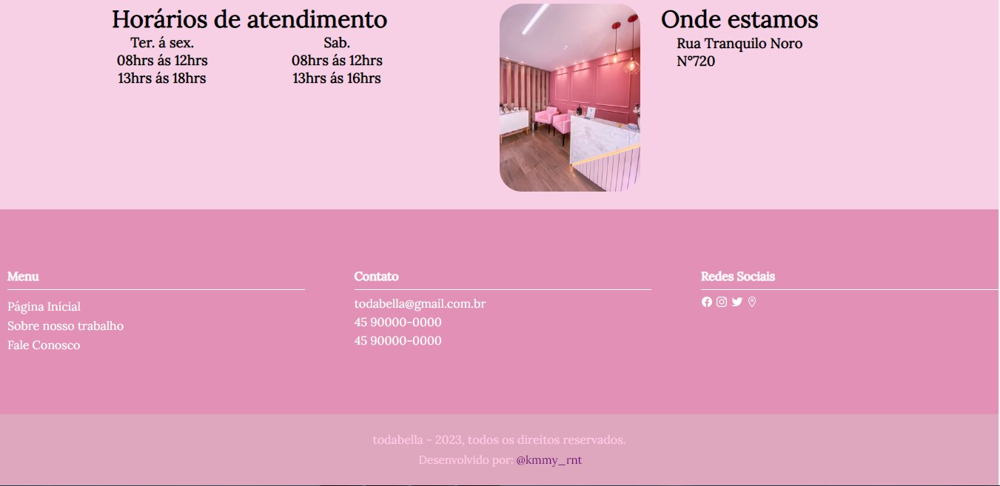 Horários de atendimento
Ter. á sex.
08hrs ás 12hrs
13hrs ás 18hrs
Sab.
08hrs ás 12hrs
13hrs ás 16hrs
Onde estamos
Rua Tranquilo Noro
N°720
Menu
Página Inícial
Sobre nosso trabalho
Fale Conosco
Contato
todabella@gmail.com.br
45 90000-0000
45 90000-0000
Redes Sociais
todabella - 2023, todos os direitos reservados.
Desenvolvido por: @kmmy_rnt